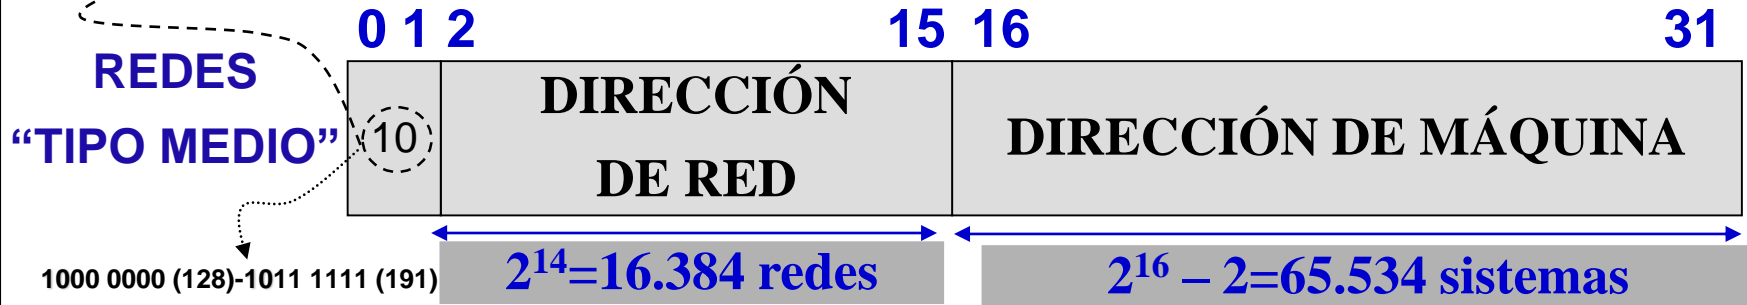 0 1 2 15 16 31
REDES
“TIPO MEDIO”
10
DIRECCIÓN
DE RED
DIRECCIÓN DE MÁQUINA
1000 0000 (128)-1011 1111 (191)
2¹⁴=16.384 redes
2¹⁶ – 2=65.534 sistemas